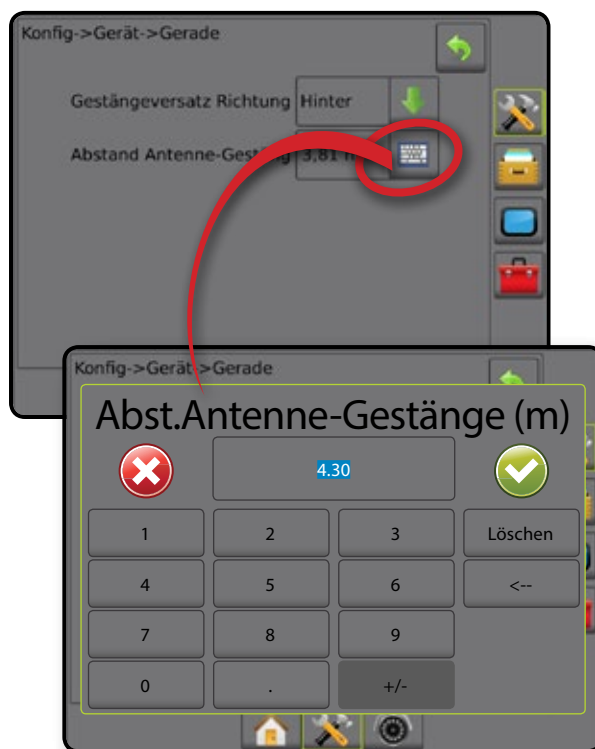 Konfig->Gerät->Gerade
Gestängeversatz Richtung Hinter
Abstand Antenne-Gestäng 3,81
Konfig->Gerät->Gerade
Abst.Antenne-Gestänge (m)
4.30
1 2 3 Löschen
4 5 6 <--
7 8 9
0 . +/-